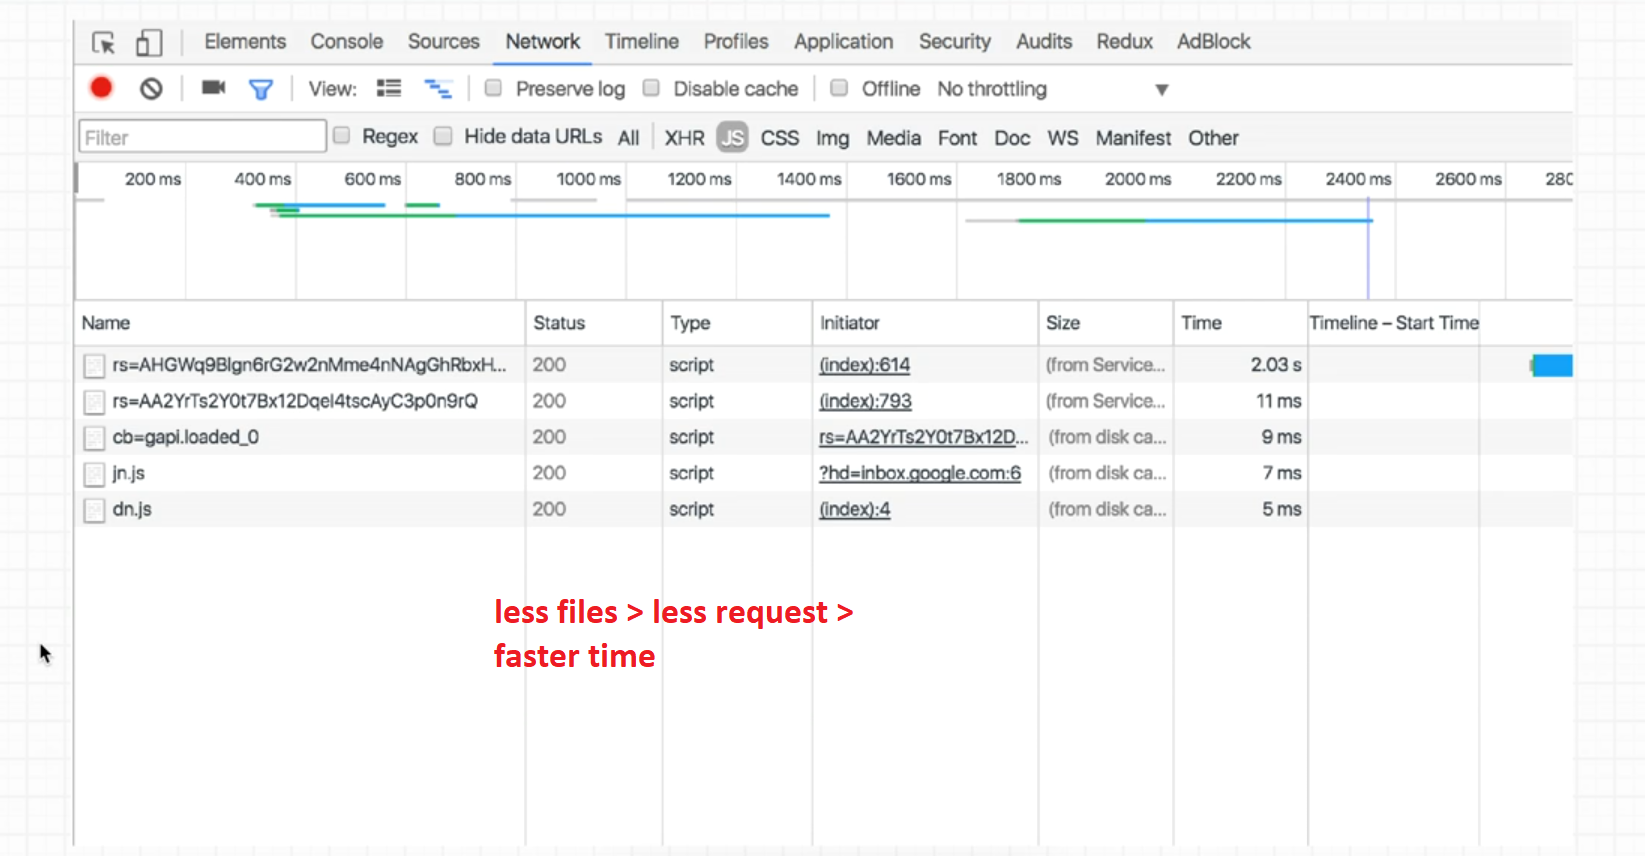 Elements Console Sources Network Timeline Profiles Application Security Audits Redux AdBlock
View: Preserve log Disable cache Offline No throttling
Filter Regex Hide data URLs All XHR JS CSS Img Media Font Doc WS Manifest Other
200 ms 400 ms 600 ms 800 ms 1000 ms 1200 ms 1400 ms 1600 ms 1800 ms 2000 ms 2200 ms 2400 ms 2600 ms 280
Name Status Type Initiator Size Time Timeline – Start Time
rs=AHGWq9Blgn6rG2w2nMme4nNAgGhRbxH... 200 script (index):614 (from Service... 2.03 s
rs=AA2YrTs2Y0t7Bx12Dqel4tscAyC3p0n9rQ 200 script (index):793 (from Service... 11 ms
cb=gapi.loaded_0 200 script rs=AA2YrTs2Y0t7Bx12D... (from disk ca... 9 ms
jn.js 200 script ?hd=inbox.google.com:6 (from disk ca... 7 ms
dn.js 200 script (index):4 (from disk ca... 5 ms
less files > less request >
faster time